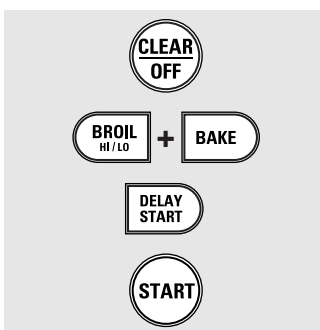 CLEAR
OFF
BROIL + BAKE
HI / LO
DELAY
START
START